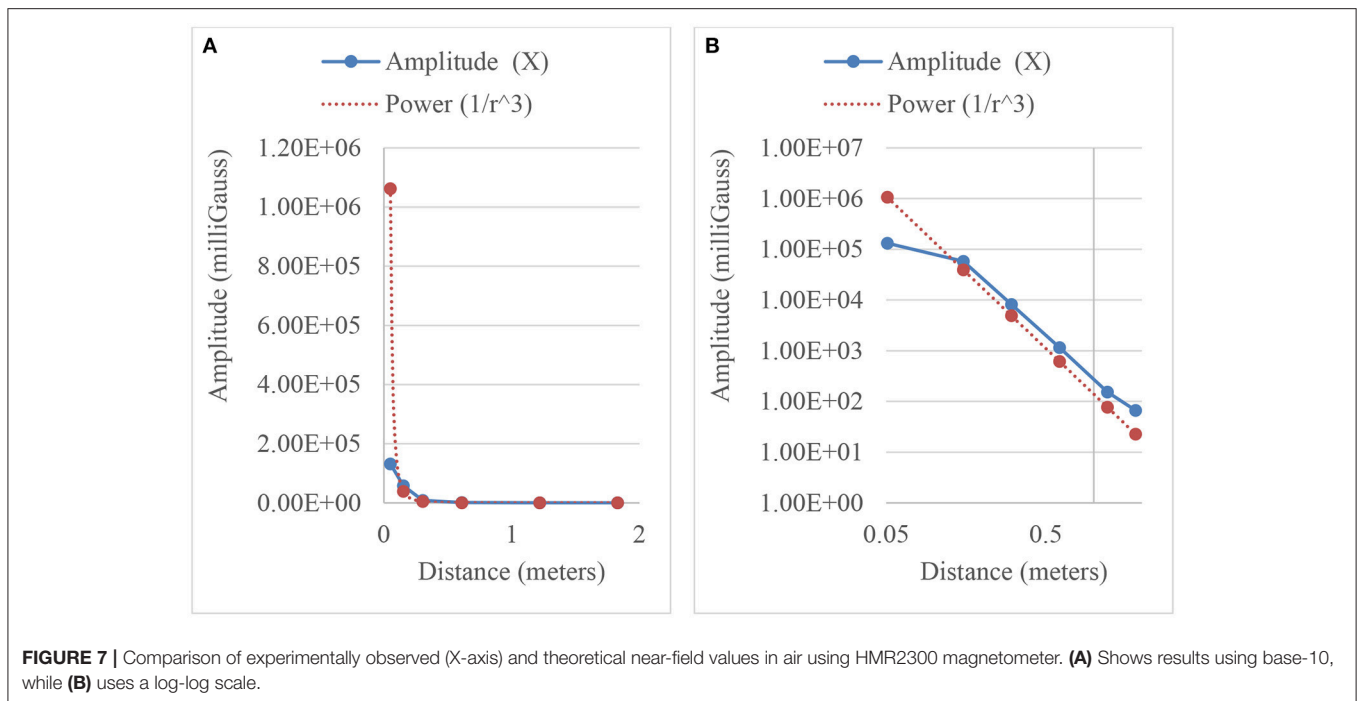 A
Amplitude (X)
Power (1/r^3)
Amplitude (milliGauss)
1.20E+06
1.00E+06
8.00E+05
6.00E+05
4.00E+05
2.00E+05
0.00E+00
0 1 2
Distance (meters)
B
Amplitude (X)
Power (1/r^3)
Amplitude (milliGauss)
1.00E+07
1.00E+06
1.00E+05
1.00E+04
1.00E+03
1.00E+02
1.00E+01
1.00E+00
0.05 0.5
Distance (meters)
FIGURE 7 | Comparison of experimentally observed (X-axis) and theoretical near-field values in air using HMR2300 magnetometer. (A) Shows results using base-10,
while (B) uses a log-log scale.